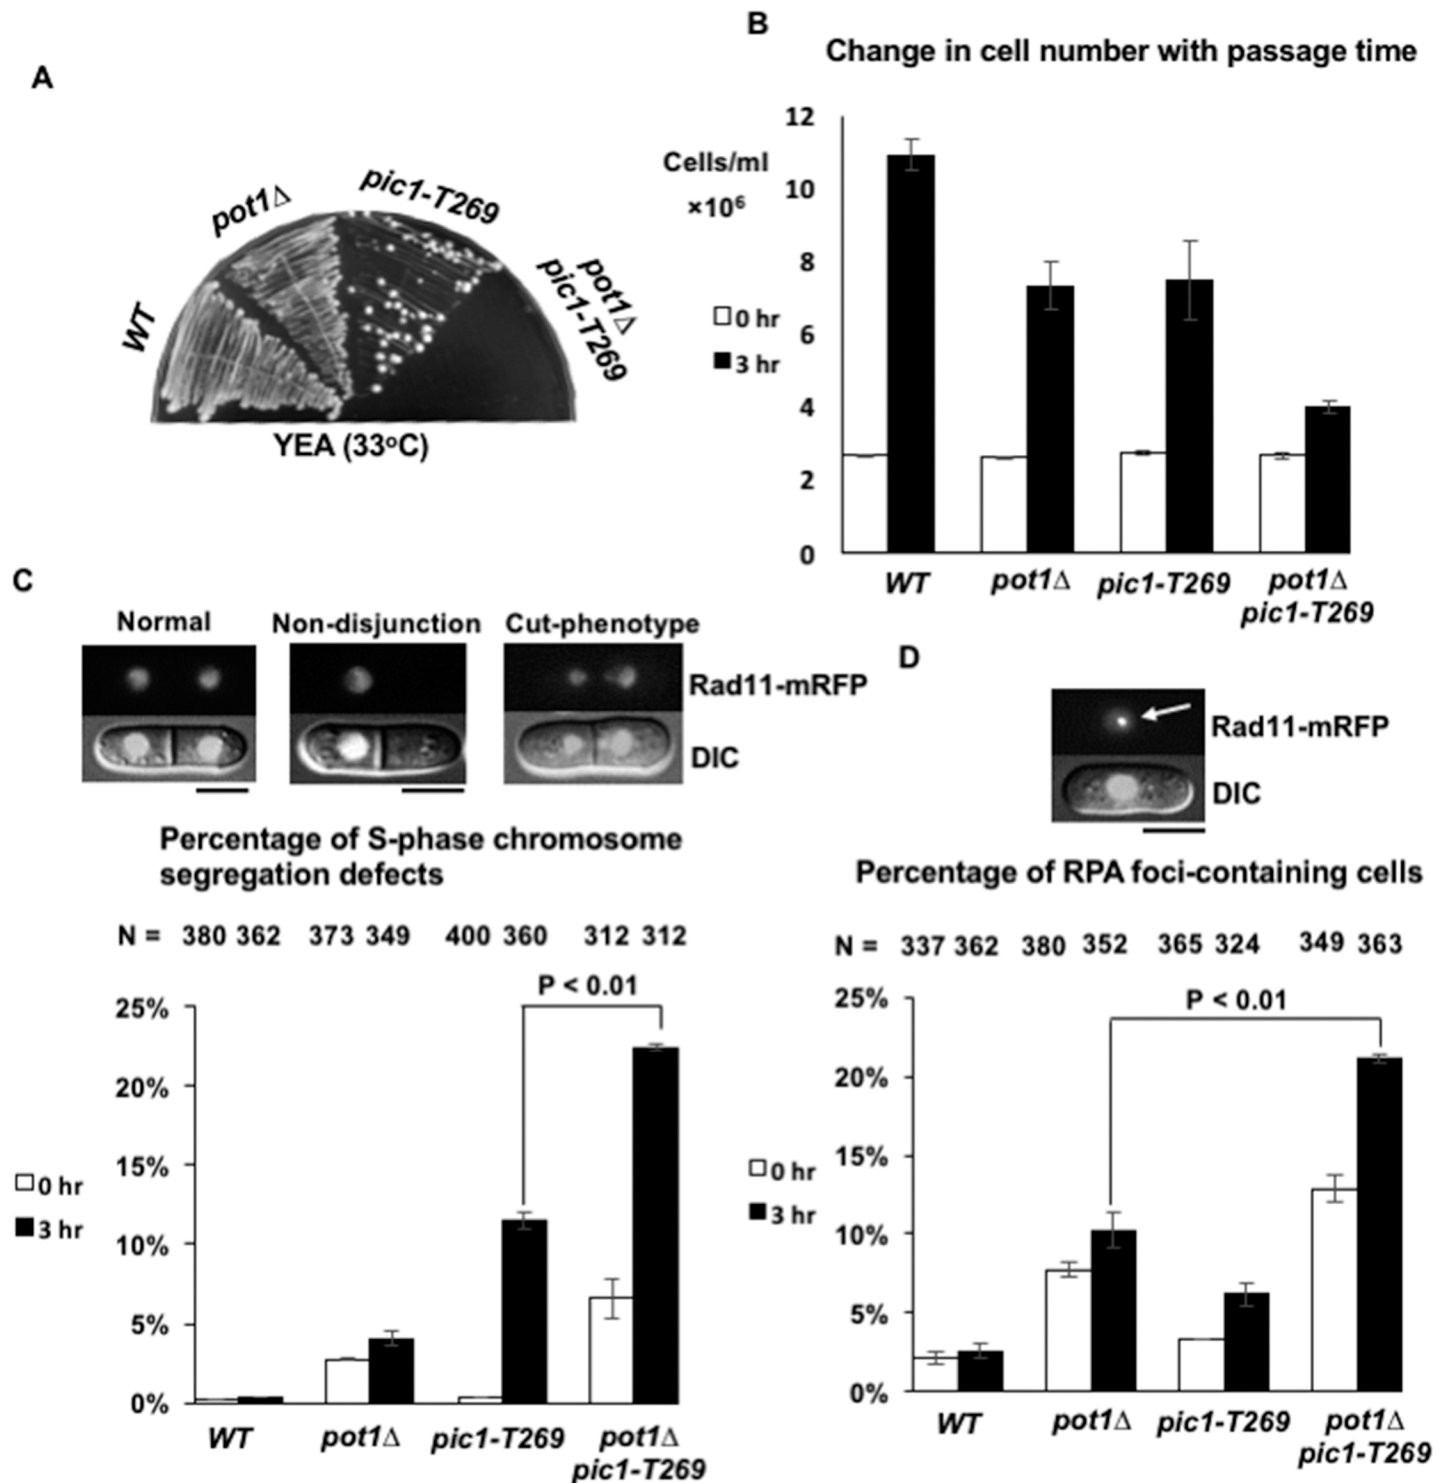 A
pot1Δ
pic1-T269
WT
pot1Δ
pic1-T269
YEA (33°C)
B
Change in cell number with passage time
Cells/ml
×10⁶
12
10
8
6
4
2
0
0 hr
3 hr
WT
pot1Δ
pic1-T269
pot1Δ
pic1-T269
C
Normal
Non-disjunction
Cut-phenotype
Rad11-mRFP
DIC
Percentage of S-phase chromosome
segregation defects
N = 380 362 373 349 400 360 312 312
P < 0.01
25%
20%
15%
10%
5%
0%
0 hr
3 hr
WT
pot1Δ
pic1-T269
pot1Δ
pic1-T269
D
Rad11-mRFP
DIC
Percentage of RPA foci-containing cells
N = 337 362 380 352 365 324 349 363
P < 0.01
25%
20%
15%
10%
5%
0%
0 hr
3 hr
WT
pot1Δ
pic1-T269
pot1Δ
pic1-T269